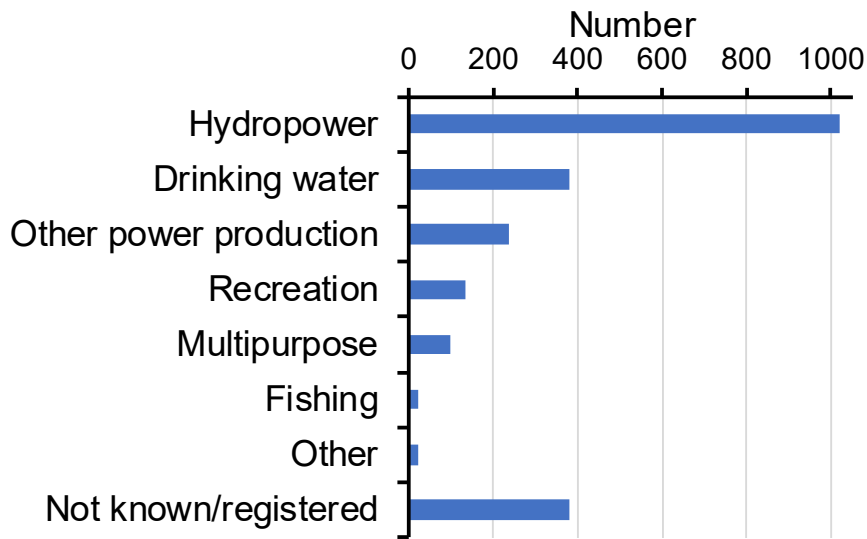 Number
0 200 400 600 800 1000
Hydropower
Drinking water
Other power production
Recreation
Multipurpose
Fishing
Other
Not known/registered